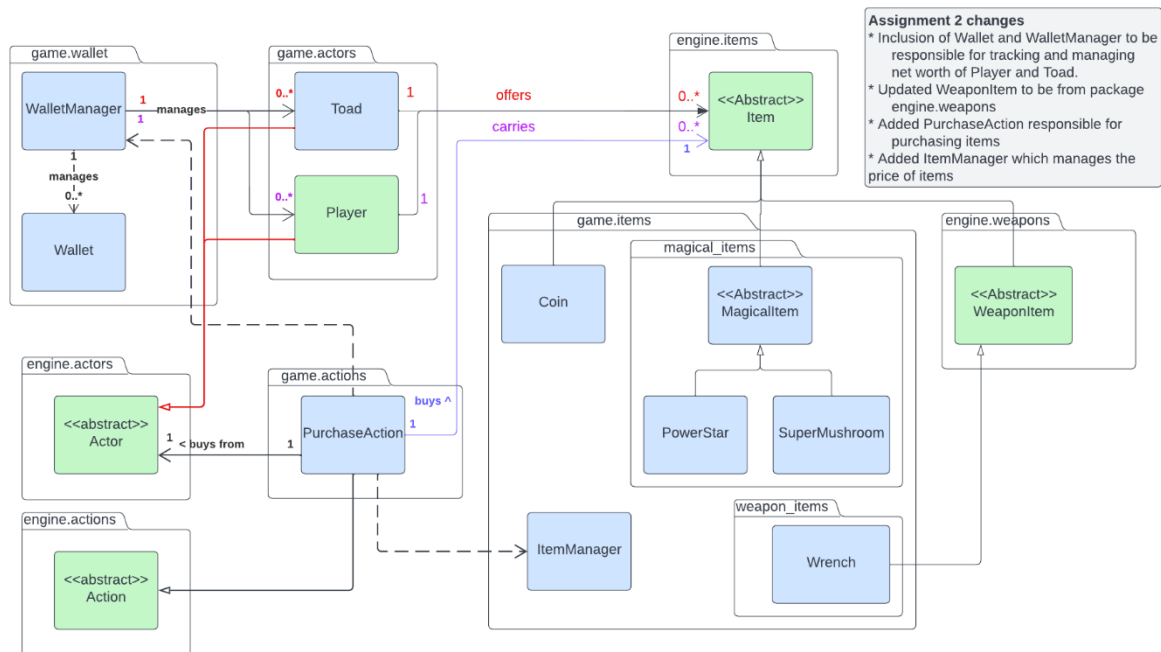 Assignment 2 changes
* Inclusion of Wallet and WalletManager to be
responsible for tracking and managing
net worth of Player and Toad.
* Updated WeaponItem to be from package
engine.weapons
* Added PurchaseAction responsible for
purchasing items
* Added ItemManager which manages the
price of items
game.wallet
WalletManager
1
manages
1
1
manages
0..*
Wallet
game.actors
0..*
Toad
1
0..*
Player
1
offers
carries
engine.items
0..*
<<Abstract>>
Item
0..*
1
game.items
Coin
magical_items
<<Abstract>>
MagicalItem
PowerStar
SuperMushroom
weapon_items
Wrench
ItemManager
engine.weapons
<<Abstract>>
WeaponItem
engine.actors
<<abstract>>
Actor
1
< buys from
1
game.actions
PurchaseAction
buys ^
1
engine.actions
<<abstract>>
Action